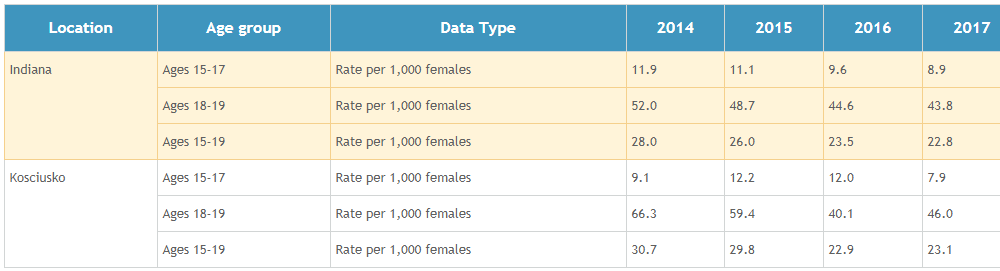 Location Age group Data Type 2014 2015 2016 2017
Indiana Ages 15-17 Rate per 1,000 females 11.9 11.1 9.6 8.9
Ages 18-19 Rate per 1,000 females 52.0 48.7 44.6 43.8
Ages 15-19 Rate per 1,000 females 28.0 26.0 23.5 22.8
Kosciusko Ages 15-17 Rate per 1,000 females 9.1 12.2 12.0 7.9
Ages 18-19 Rate per 1,000 females 66.3 59.4 40.1 46.0
Ages 15-19 Rate per 1,000 females 30.7 29.8 22.9 23.1